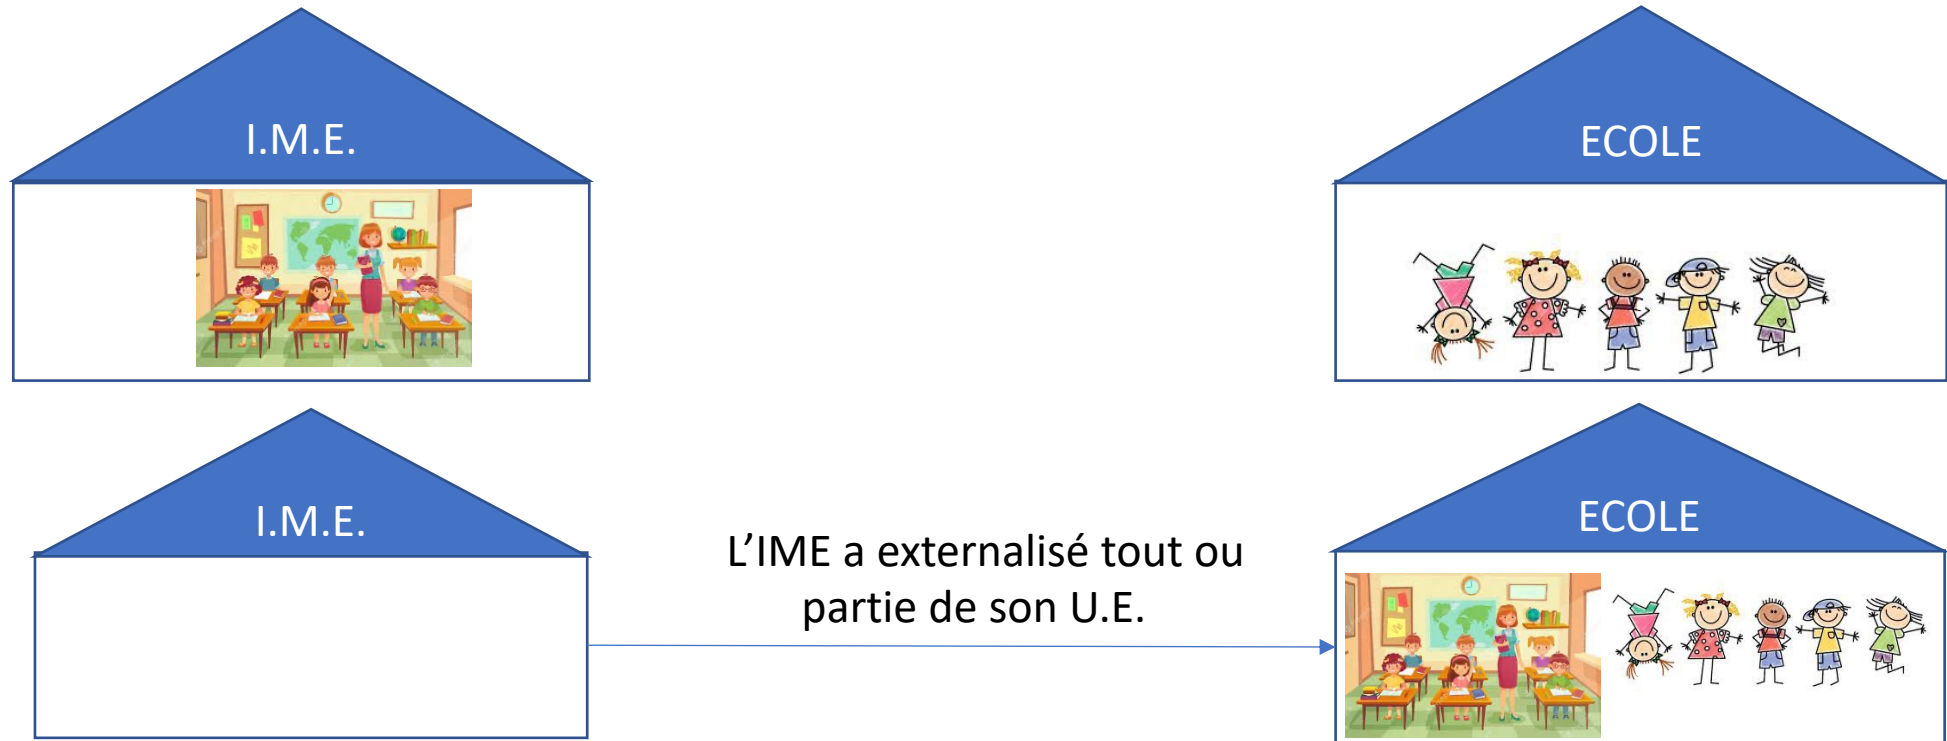 I.M.E.
ECOLE
I.M.E.
ECOLE
L’IME a externalisé tout ou
partie de son U.E.